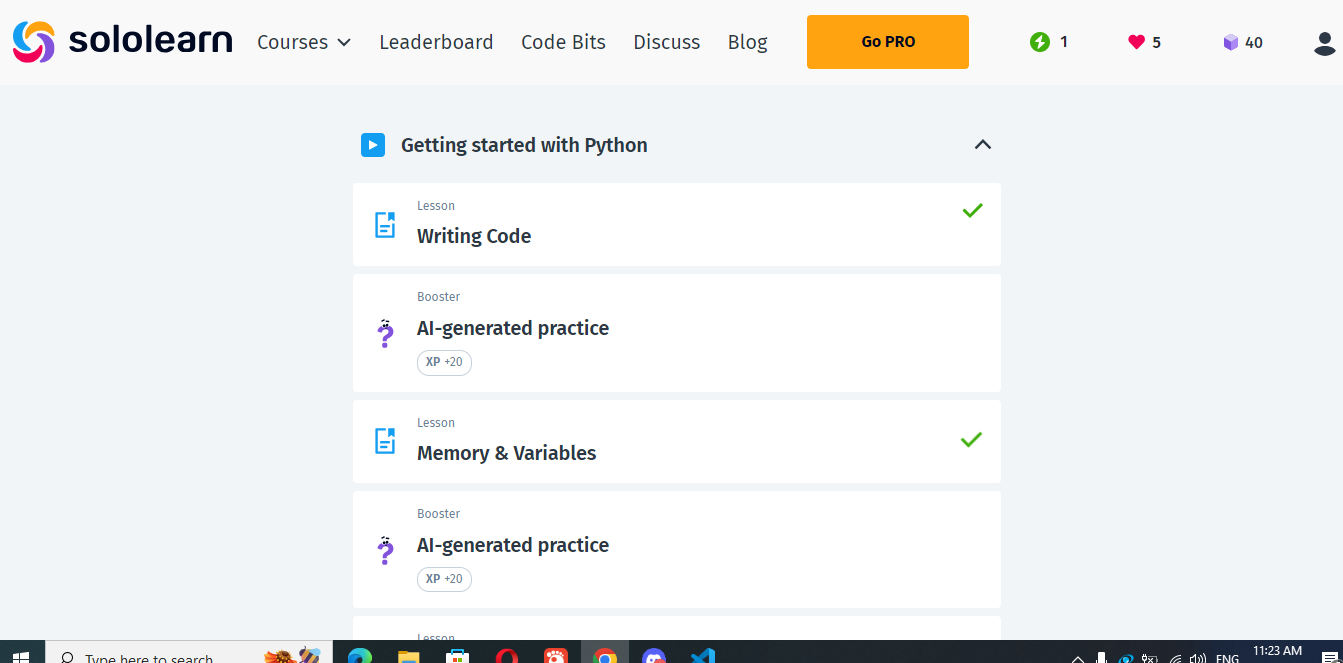 sololearn Courses Leaderboard Code Bits Discuss Blog Go PRO 1 5 40
Getting started with Python
Lesson
Writing Code
Booster
AI-generated practice
XP +20
Lesson
Memory & Variables
Booster
AI-generated practice
XP +20
Lesson
Type here to search ENG 11:23 AM